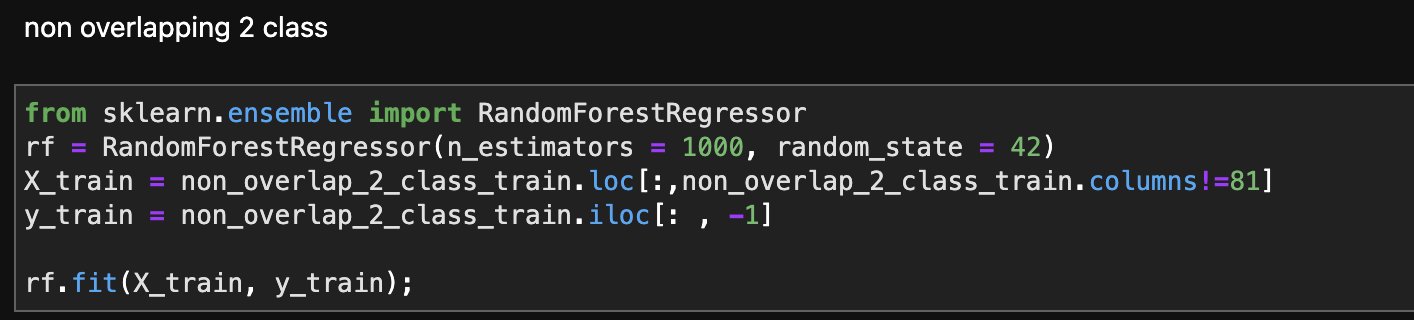 non overlapping 2 class
from sklearn.ensemble import RandomForestRegressor
rf = RandomForestRegressor(n_estimators = 1000, random_state = 42)
X_train = non_overlap_2_class_train.loc[:,non_overlap_2_class_train.columns!=81]
y_train = non_overlap_2_class_train.iloc[: , -1]
rf.fit(X_train, y_train);